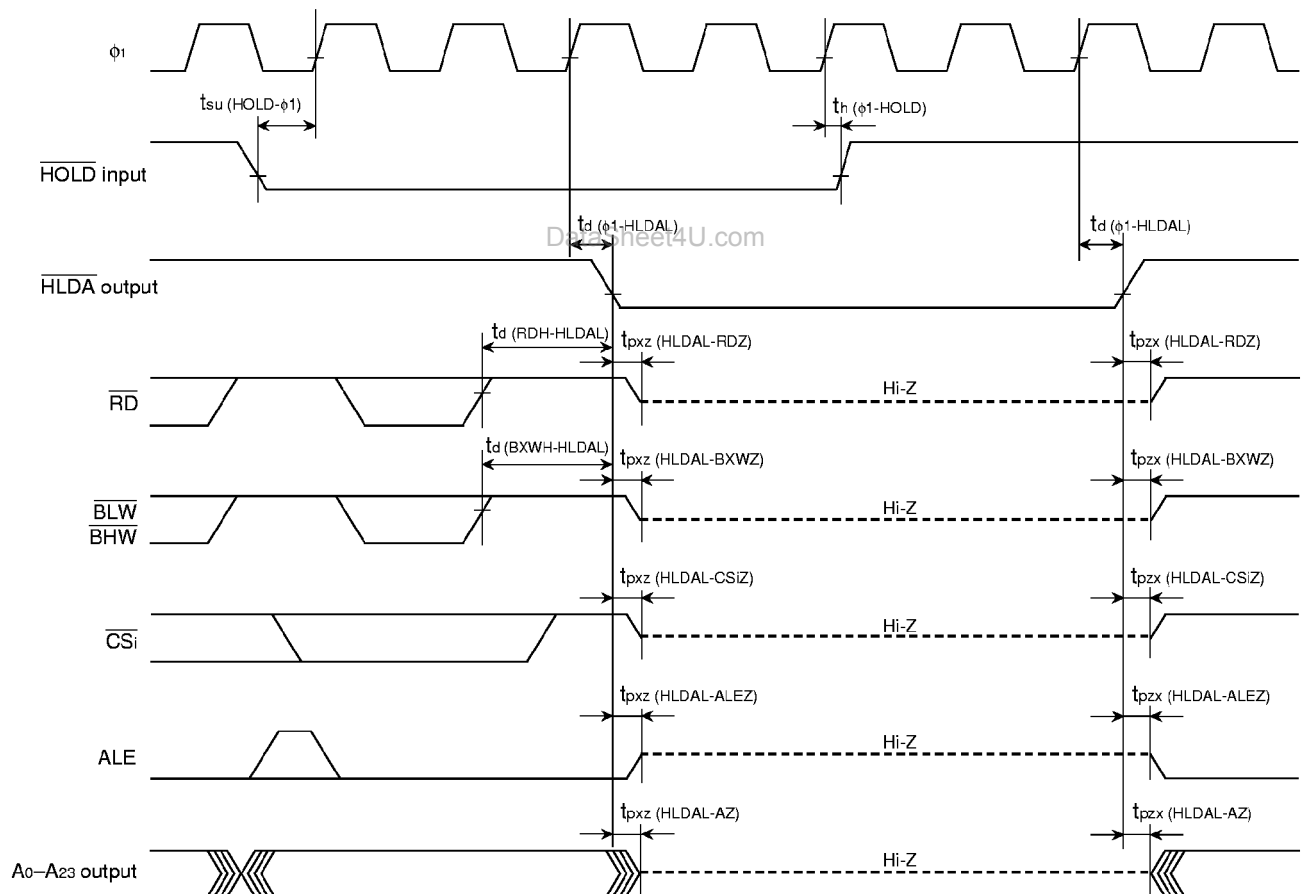 φ1
tsu (HOLD-φ1)
th (φ1-HOLD)
HOLD input
td (φ1-HLDAL)
td (φ1-HLDAL)
DataSheet4U.com
HLDA output
td (RDH-HLDAL)
tpxz (HLDAL-RDZ)
tpzx (HLDAL-RDZ)
RD
Hi-Z
td (BXWH-HLDAL)
tpxz (HLDAL-BXWZ)
tpzx (HLDAL-BXWZ)
BLW
BHW
Hi-Z
tpxz (HLDAL-CSiZ)
tpzx (HLDAL-CSiZ)
CSi
Hi-Z
tpxz (HLDAL-ALEZ)
tpzx (HLDAL-ALEZ)
ALE
Hi-Z
tpxz (HLDAL-AZ)
tpzx (HLDAL-AZ)
A0–A23 output
Hi-Z